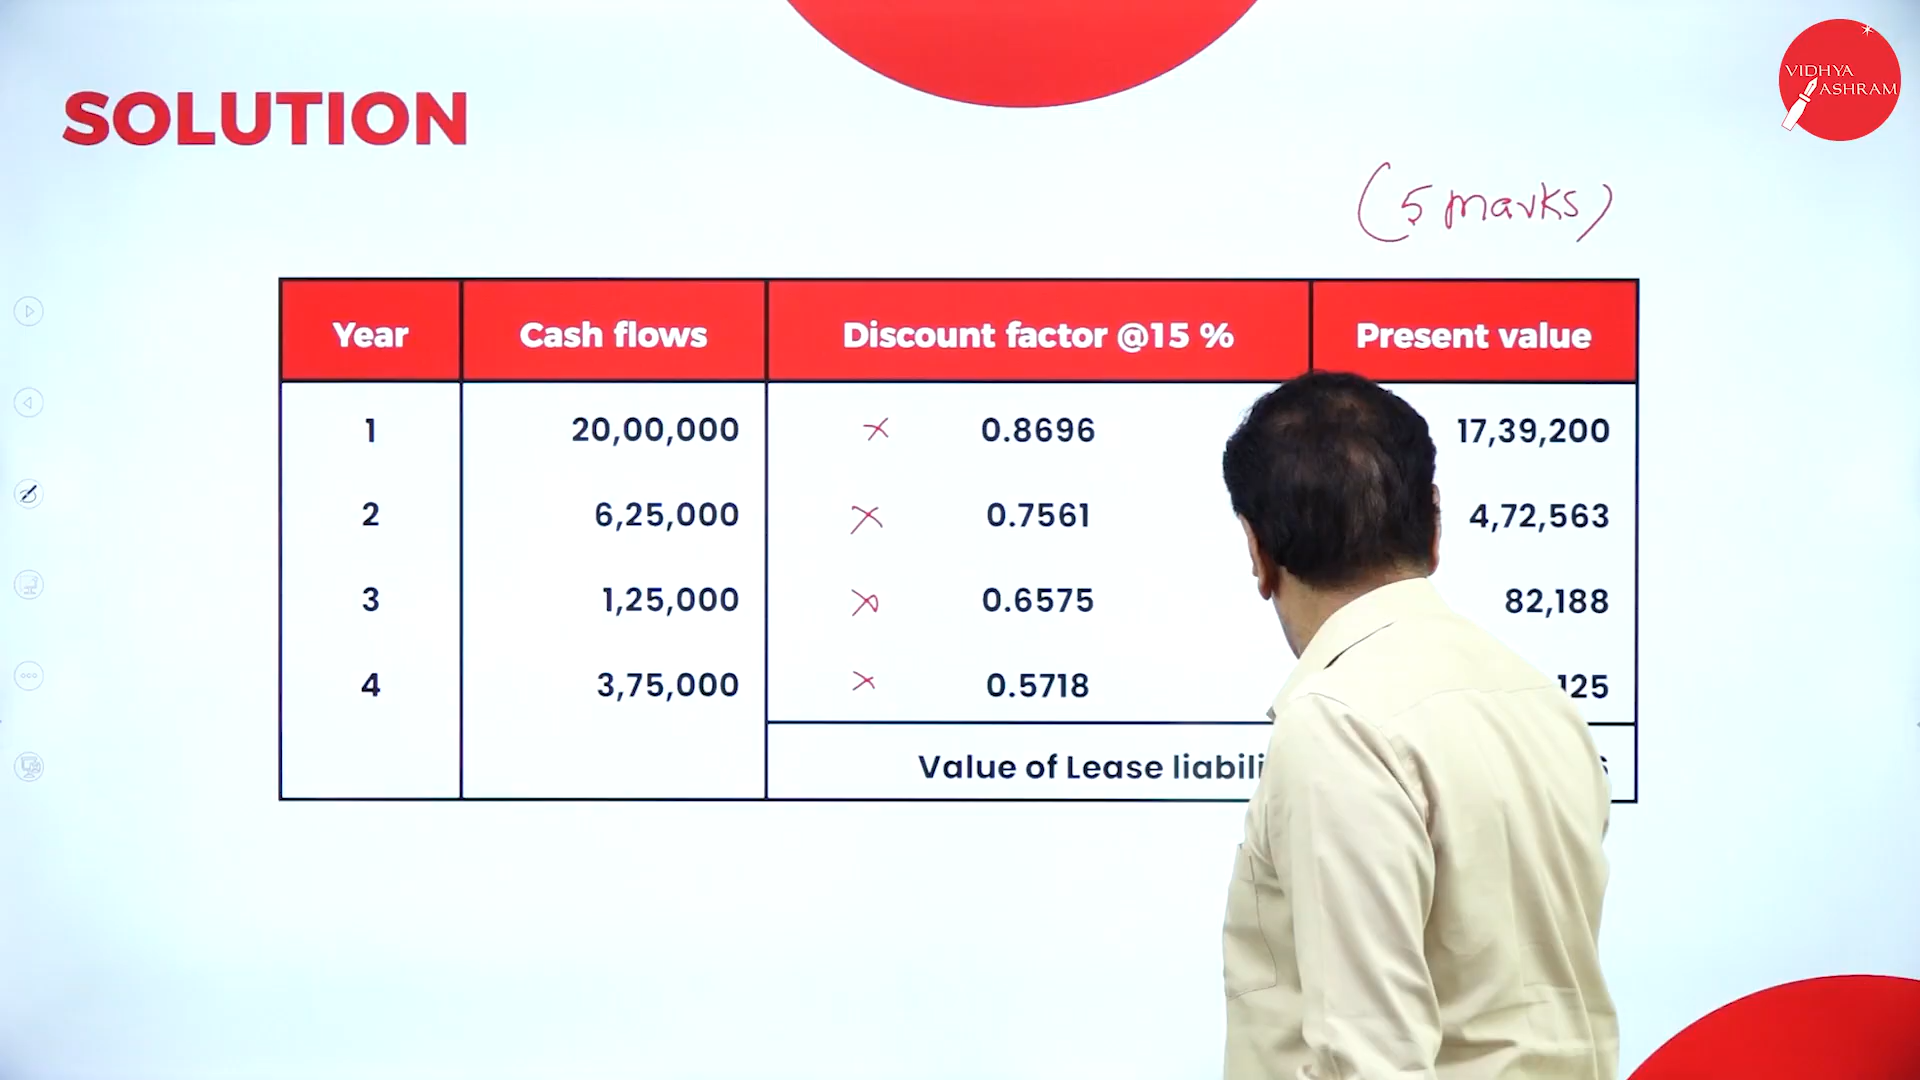 VIDHYA
ASHRAM
SOLUTION
(5 marks)
Year Cash flows Discount factor @15 % Present value
1 20,00,000 × 0.8696 17,39,200
2 6,25,000 × 0.7561 4,72,563
3 1,25,000 × 0.6575 82,188
4 3,75,000 × 0.5718 125
Value of Lease